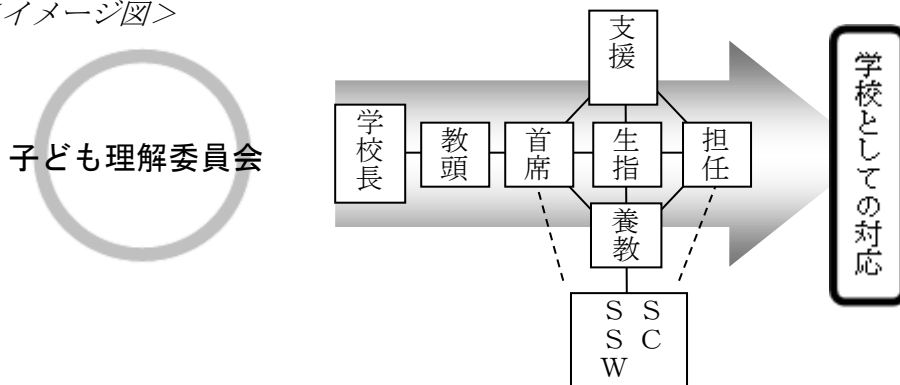 イメージ図＞
子ども理解委員会
学校長
教頭
首席
支援
生指
養教
担任
SC
SSW
学校としての対応